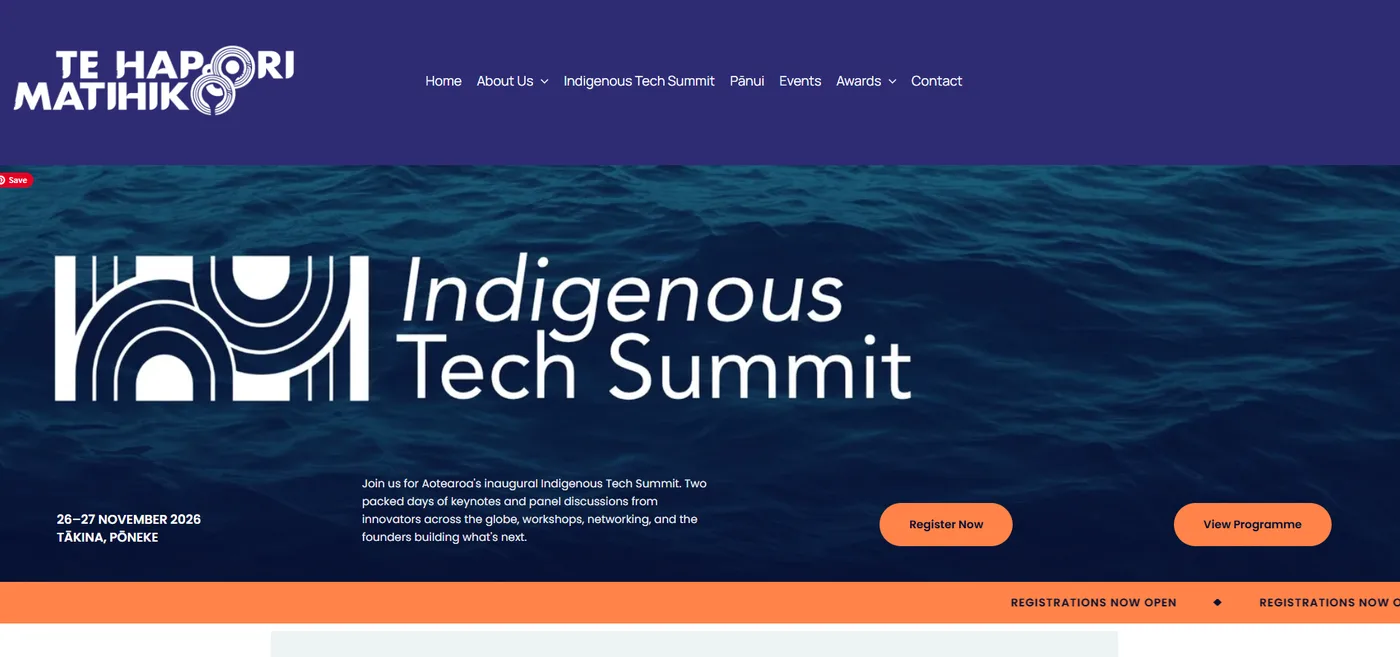 TE HAPORI
MATIHIKO
Home About Us Indigenous Tech Summit Pānui Events Awards Contact
Save
Indigenous
Tech Summit
Join us for Aotearoa's inaugural Indigenous Tech Summit. Two
packed days of keynotes and panel discussions from
innovators across the globe, workshops, networking, and the
founders building what's next.
26–27 NOVEMBER 2026
TĀKINA, PŌNEKE
Register Now
View Programme
REGISTRATIONS NOW OPEN ◆ REGISTRATIONS NOW